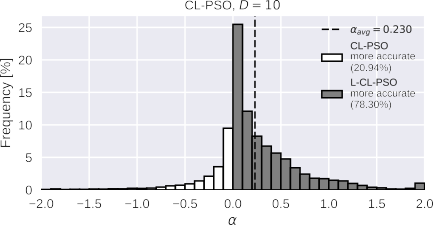 CL-PSO, D = 10
Frequency [%]
25
20
15
10
5
0
α_avg = 0.230
CL-PSO
more accurate
(20.94%)
L-CL-PSO
more accurate
(78.30%)
−2.0 −1.5 −1.0 −0.5 0.0 0.5 1.0 1.5 2.0
α